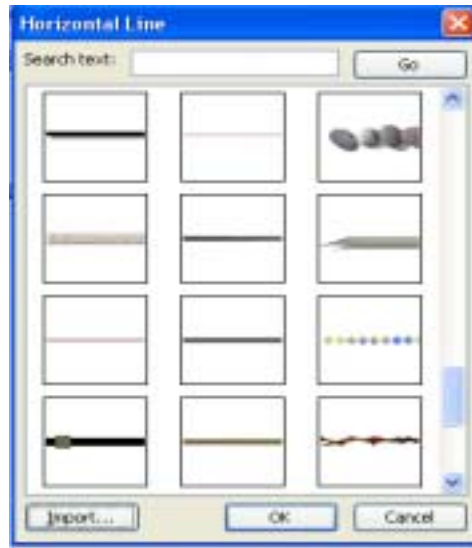 Horizontal Line
Search text:
Go
Import...
OK
Cancel